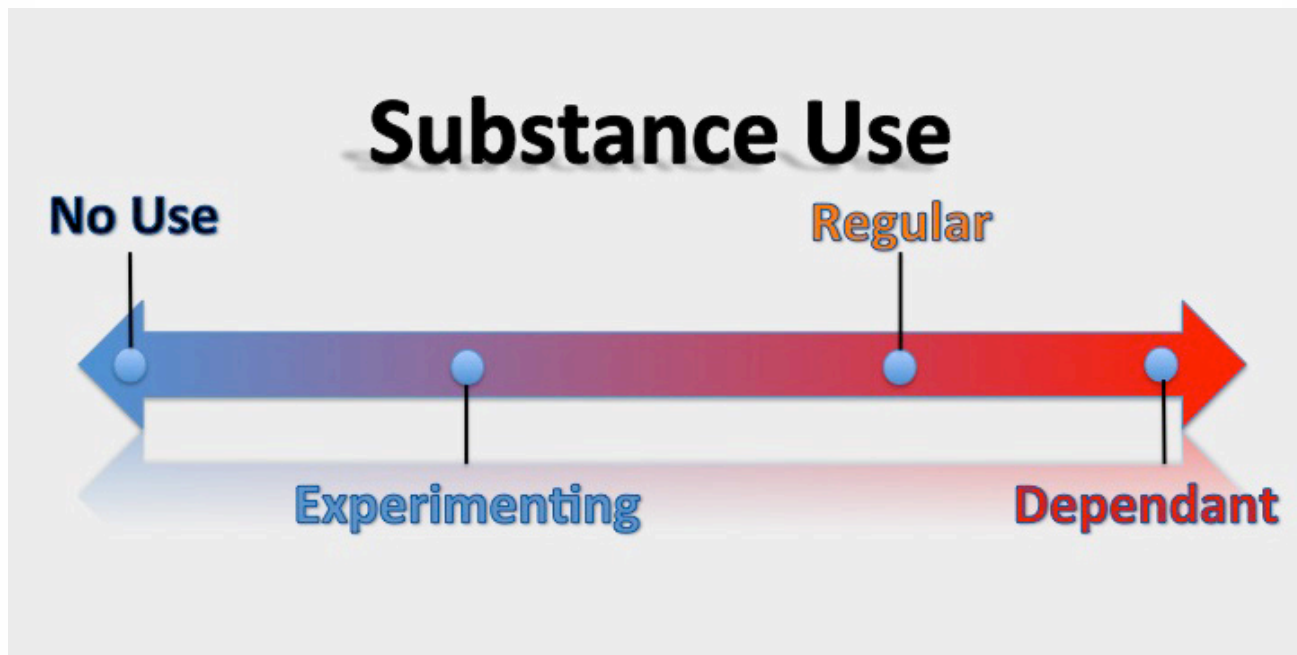 Substance Use
No Use
Regular
Experimenting
Dependant